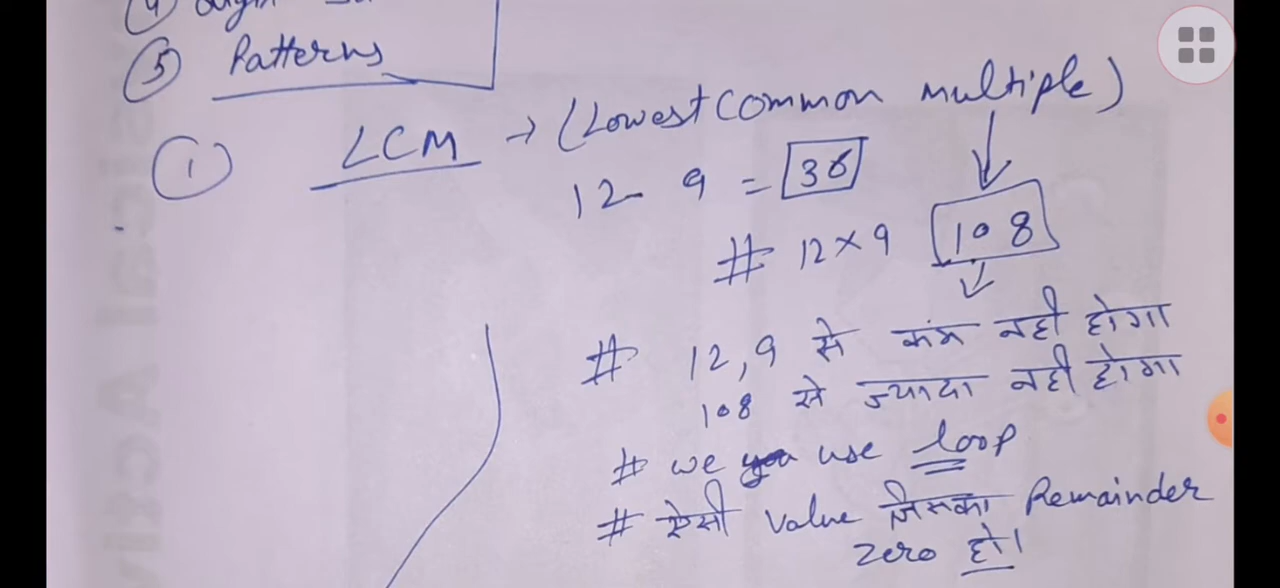 ④
⑤ Patterns
① LCM → (Lowest Common multiple)
12 - 9 = 36
# 12 × 9 108
# 12, 9 से कम नही होगा
108 से ज्यादा नही होगा
# we use loop
# ऐसी value जिसका Remainder
zero हो।